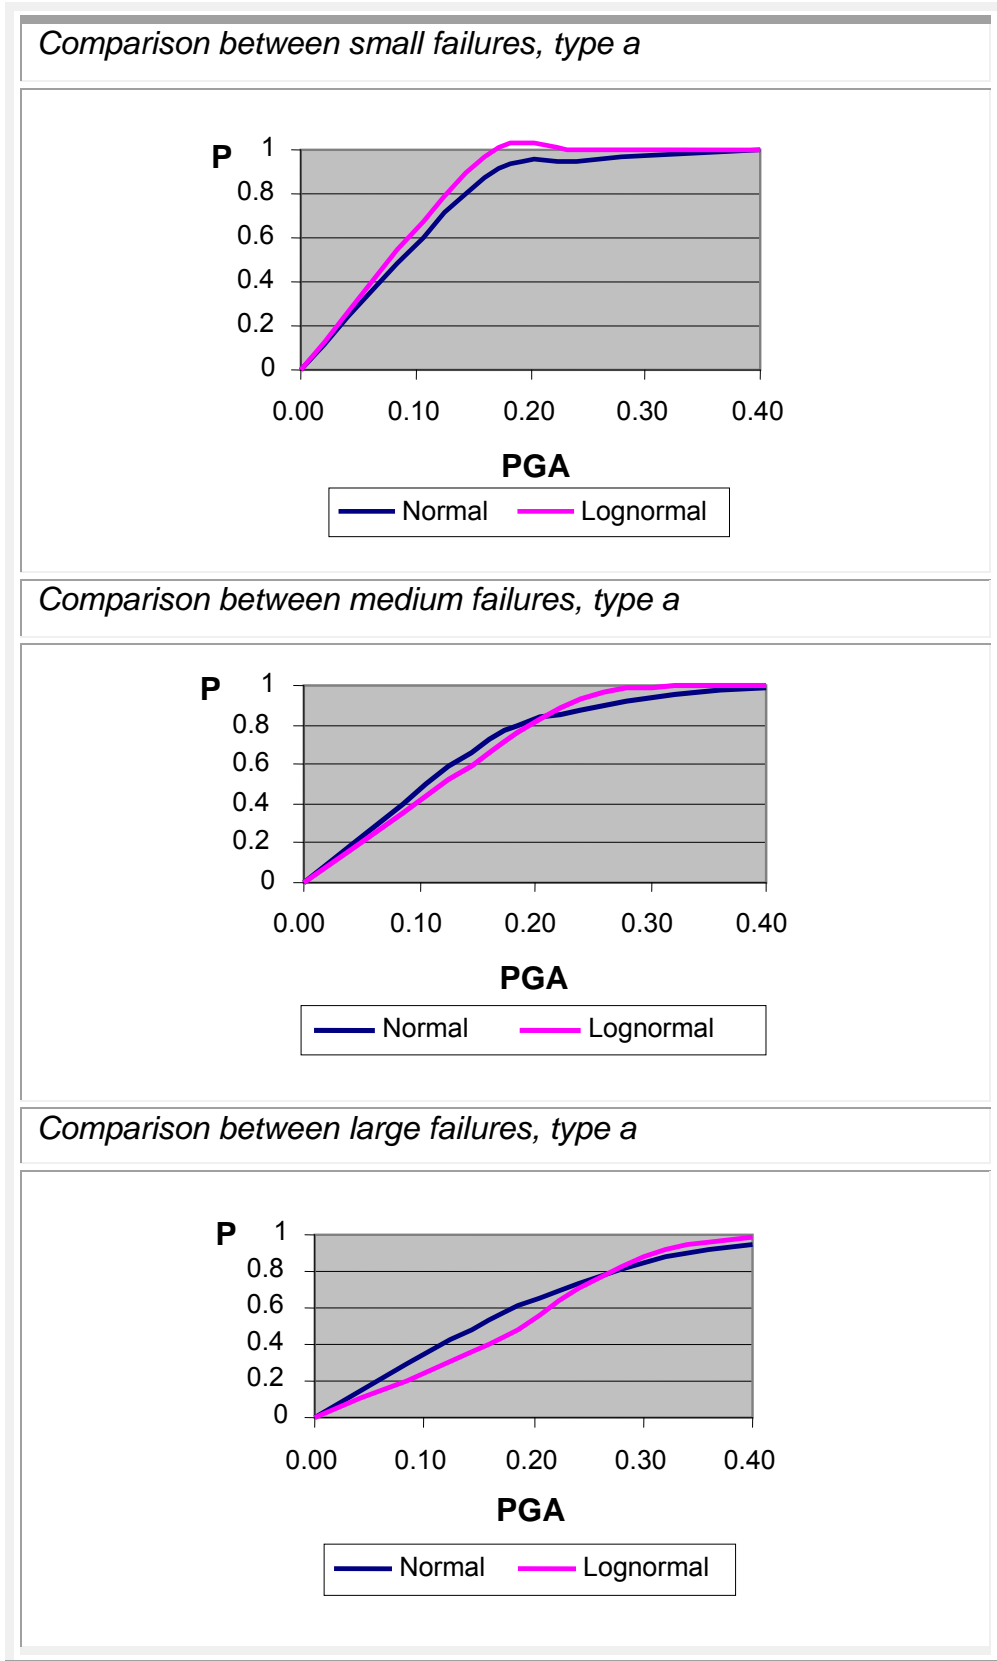 Comparison between small failures, type a
P
1
0.8
0.6
0.4
0.2
0
0.00 0.10 0.20 0.30 0.40
PGA
Normal Lognormal
Comparison between medium failures, type a
P
1
0.8
0.6
0.4
0.2
0
0.00 0.10 0.20 0.30 0.40
PGA
Normal Lognormal
Comparison between large failures, type a
P
1
0.8
0.6
0.4
0.2
0
0.00 0.10 0.20 0.30 0.40
PGA
Normal Lognormal